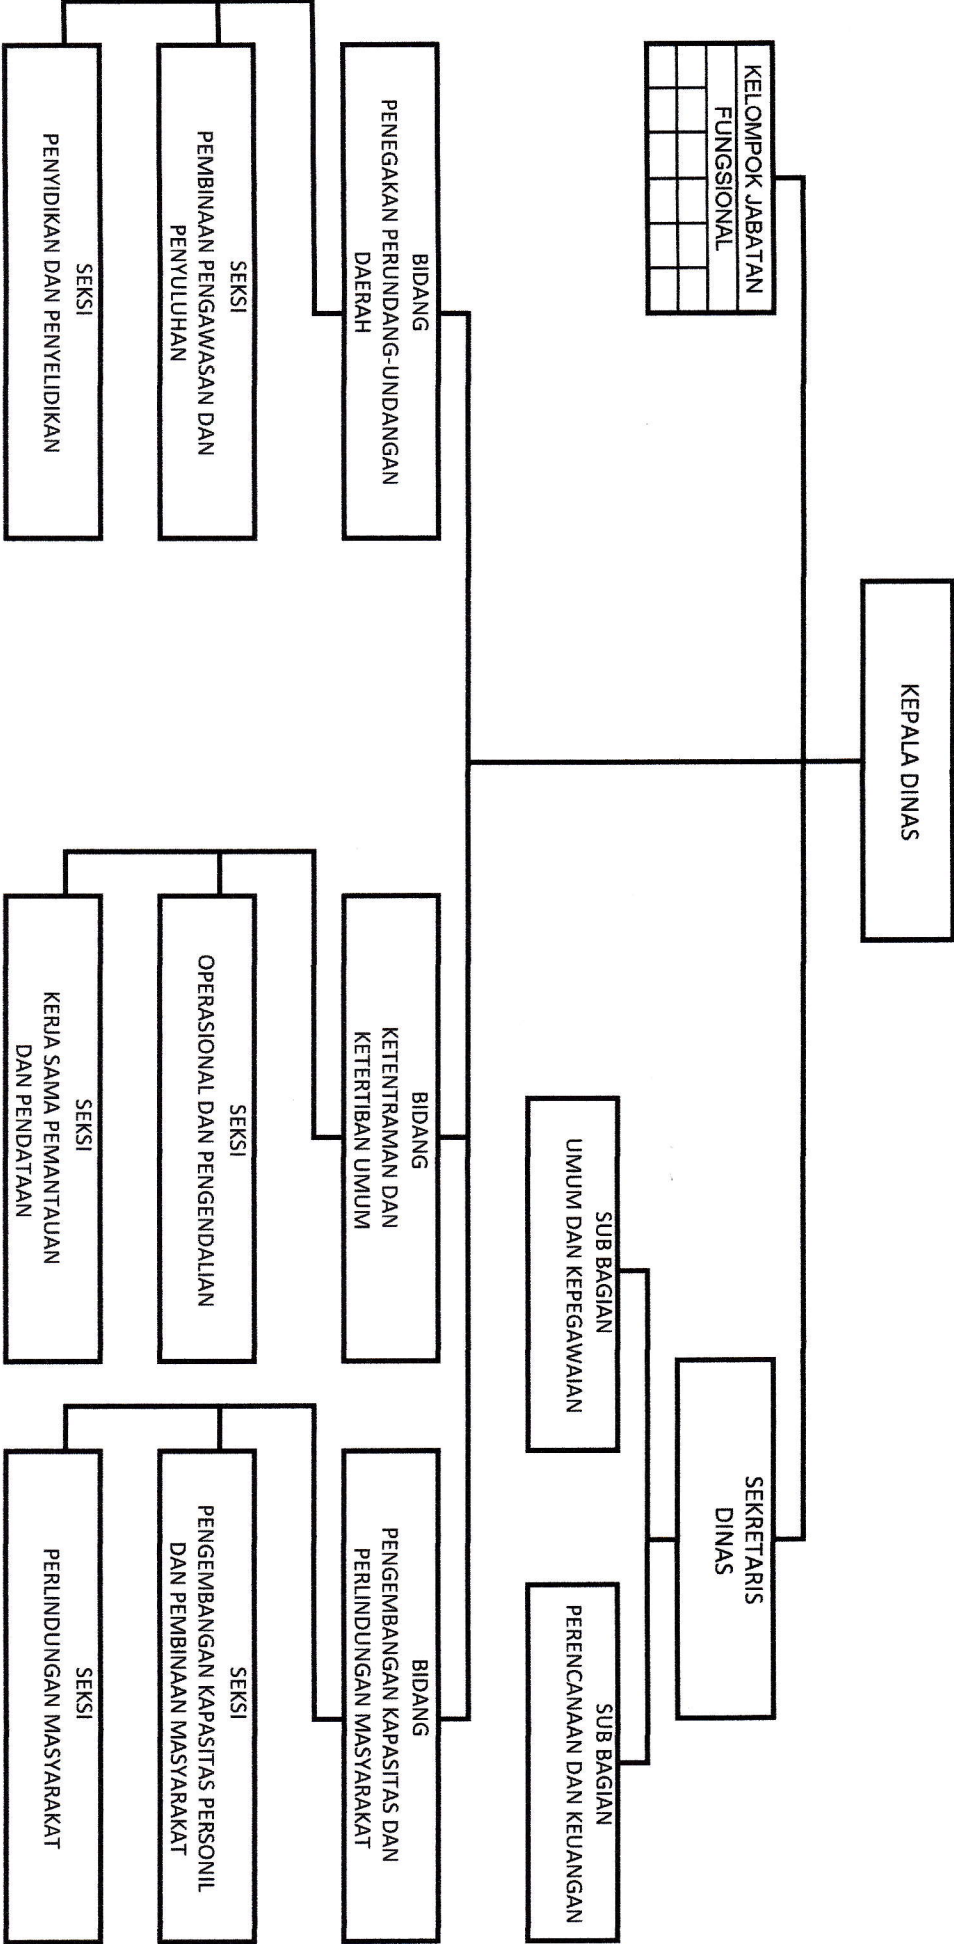 KEPALA DINAS
KELOMPOK JABATAN
FUNGSIONAL
SEKRETARIS
DINAS
SUB BAGIAN
UMUM DAN KEPEGAWAIAN
SUB BAGIAN
PERENCANAAN DAN KEUANGAN
BIDANG
PENEGAKAN PERUNDANG-UNDANGAN
DAERAH
BIDANG
KETENTRAMAN DAN
KETERTIBAN UMUM
BIDANG
PENGEMBANGAN KAPASITAS DAN
PERLINDUNGAN MASYARAKAT
SEKSI
PEMBINAAN PENGAWASAN DAN
PENYULUHAN
SEKSI
OPERASIONAL DAN PENGENDALIAN
SEKSI
PENGEMBANGAN KAPASITAS PERSONIL
DAN PEMBINAAN MASYARAKAT
SEKSI
PENYIDIKAN DAN PENYELIDIKAN
SEKSI
KERJA SAMA PEMANTAUAN
DAN PENDATAAN
SEKSI
PERLINDUNGAN MASYARAKAT